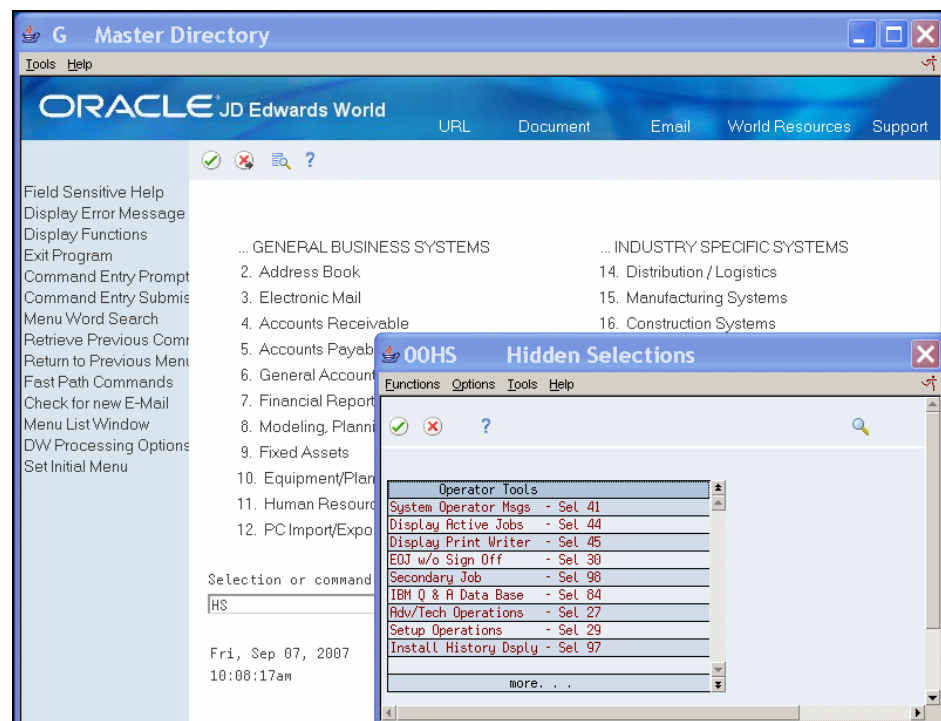 G Master Directory
Tools Help
ORACLE JD Edwards World
URL Document Email World Resources Support
Field Sensitive Help
Display Error Message
Display Functions
Exit Program
Command Entry Prompt
Command Entry Submis
Menu Word Search
Retrieve Previous Com
Return to Previous Menu
Fast Path Commands
Check for new E-Mail
Menu List Window
DW Processing Options
Set Initial Menu
... GENERAL BUSINESS SYSTEMS
2. Address Book
3. Electronic Mail
4. Accounts Receivable
5. Accounts Payab
6. General Account
7. Financial Report
8. Modeling, Planni
9. Fixed Assets
10. Equipment/Plan
11. Human Resourc
12. PC Import/Expo
... INDUSTRY SPECIFIC SYSTEMS
14. Distribution / Logistics
15. Manufacturing Systems
16. Construction Systems
Selection or command
HS
Fri, Sep 07, 2007
10:08:17am
00HS Hidden Selections
Functions Options Tools Help
Operator Tools
System Operator Msgs - Sel 41
Display Active Jobs - Sel 44
Display Print Writer - Sel 45
EOJ w/o Sign Off - Sel 30
Secondary Job - Sel 98
IBM Q & A Data Base - Sel 84
Adv/Tech Operations - Sel 27
Setup Operations - Sel 29
Install History Dsply - Sel 97
more. . .